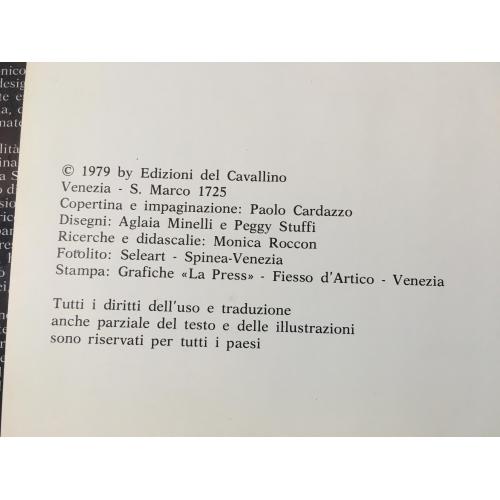 © 1979 by Edizioni del Cavallino
Venezia - S. Marco 1725
Copertina e impaginazione: Paolo Cardazzo
Disegni: Aglaia Minelli e Peggy Stuffi
Ricerche e didascalie: Monica Roccon
Fotolito: Seleart - Spinea-Venezia
Stampa: Grafiche «La Press» - Fiesso d'Artico - Venezia
Tutti i diritti dell'uso e traduzione
anche parziale del testo e delle illustrazioni
sono riservati per tutti i paesi